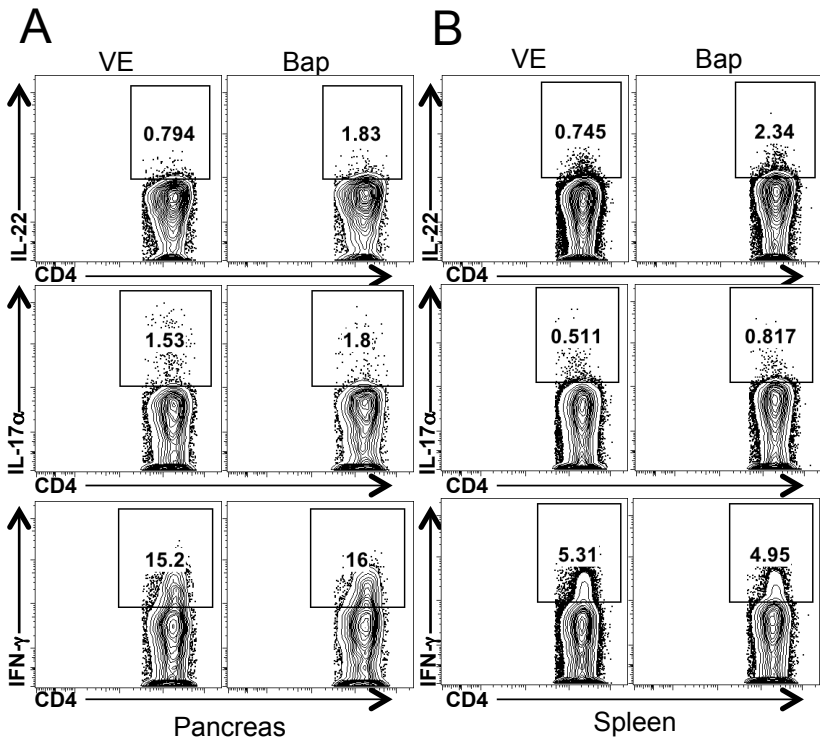 A
B
VE Bap
VE Bap
IL-22
0.794
1.83
CD4
IL-22
0.745
2.34
CD4
IL-17α
1.53
1.8
CD4
IL-17α
0.511
0.817
CD4
IFN-γ
15.2
16
CD4
IFN-γ
5.31
4.95
CD4
Pancreas
Spleen